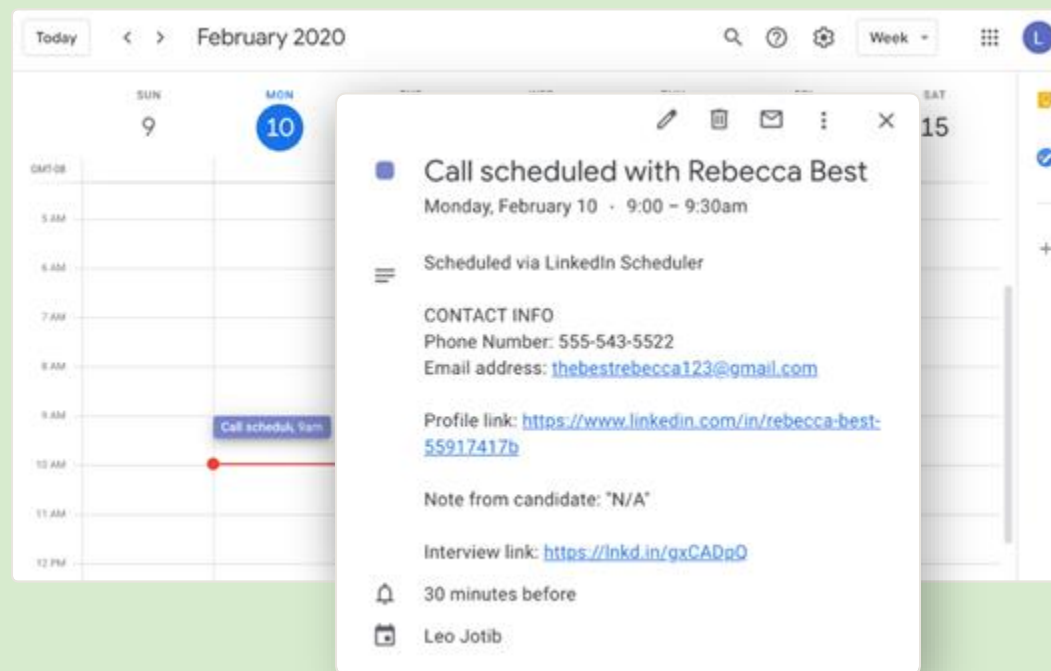 Today
February 2020
Week
L
SUN
MON
SAT
9
10
15
GMT-08
5 AM
6 AM
7 AM
8 AM
9 AM
Call schedul, 9am
10 AM
11 AM
12 PM
Call scheduled with Rebecca Best
Monday, February 10 · 9:00 – 9:30am
Scheduled via LinkedIn Scheduler
CONTACT INFO
Phone Number: 555-543-5522
Email address: thebestrebecca123@gmail.com
Profile link: https://www.linkedin.com/in/rebecca-best-
55917417b
Note from candidate: "N/A"
Interview link: https://lnkd.in/gxCADpQ
30 minutes before
Leo Jotib